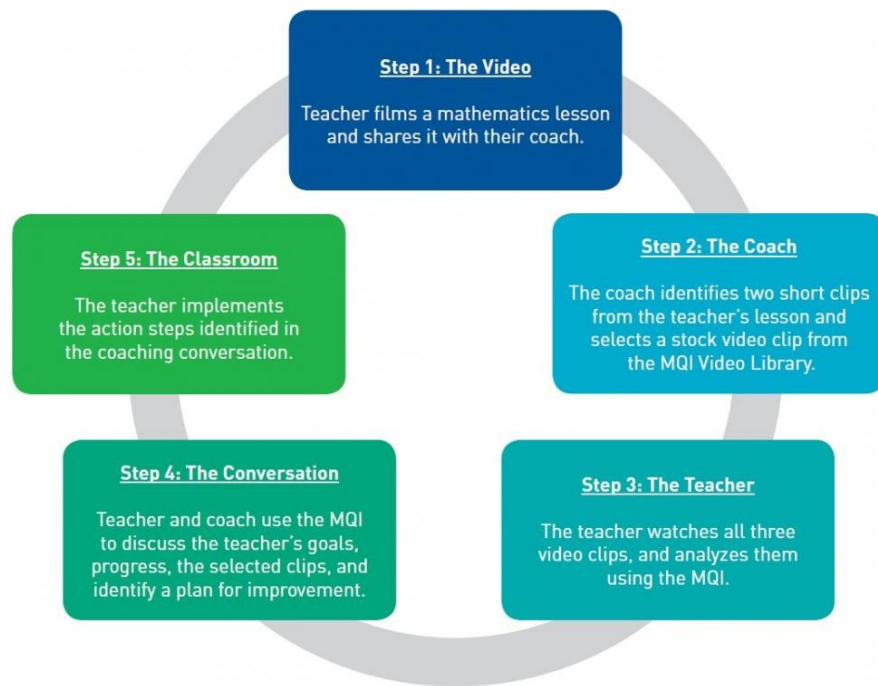 Step 1: The Video
Teacher films a mathematics lesson
and shares it with their coach.
Step 2: The Coach
The coach identifies two short clips
from the teacher's lesson and
selects a stock video clip from
the MQI Video Library.
Step 3: The Teacher
The teacher watches all three
video clips, and analyzes them
using the MQI.
Step 4: The Conversation
Teacher and coach use the MQI
to discuss the teacher's goals,
progress, the selected clips, and
identify a plan for improvement.
Step 5: The Classroom
The teacher implements
the action steps identified in
the coaching conversation.